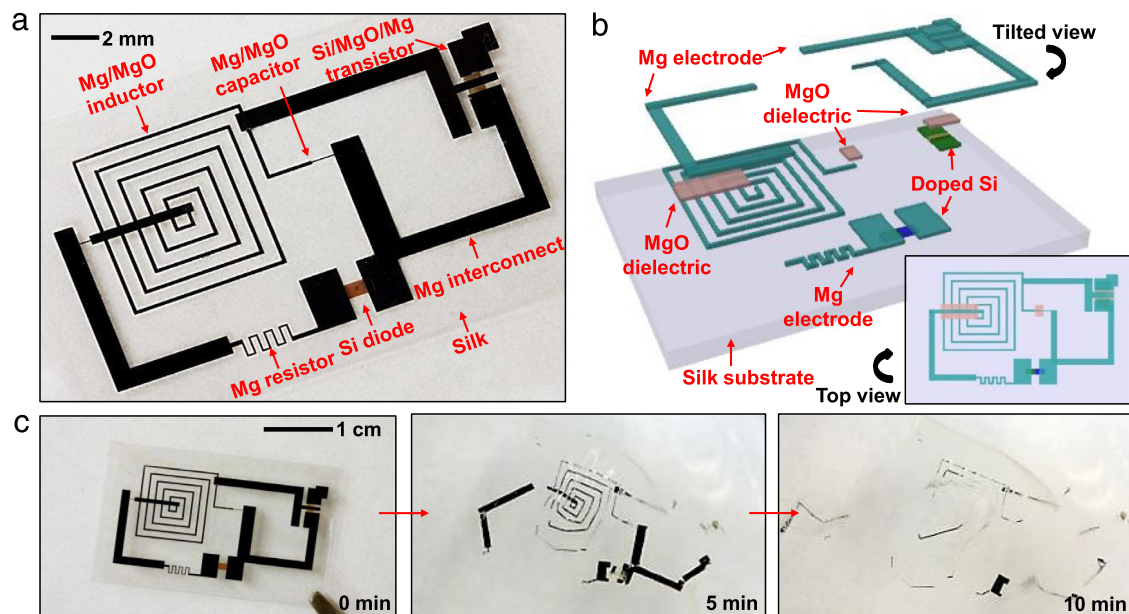 a
2 mm
Mg/MgO
inductor
Mg/MgO
capacitor
Si/MgO/Mg
transistor
Mg interconnect
Si diode
Mg resistor
Silk
b
Tilted view
Mg electrode
MgO
dielectric
Doped Si
MgO
dielectric
Mg
electrode
Silk substrate
Top view
c
1 cm
0 min
5 min
10 min